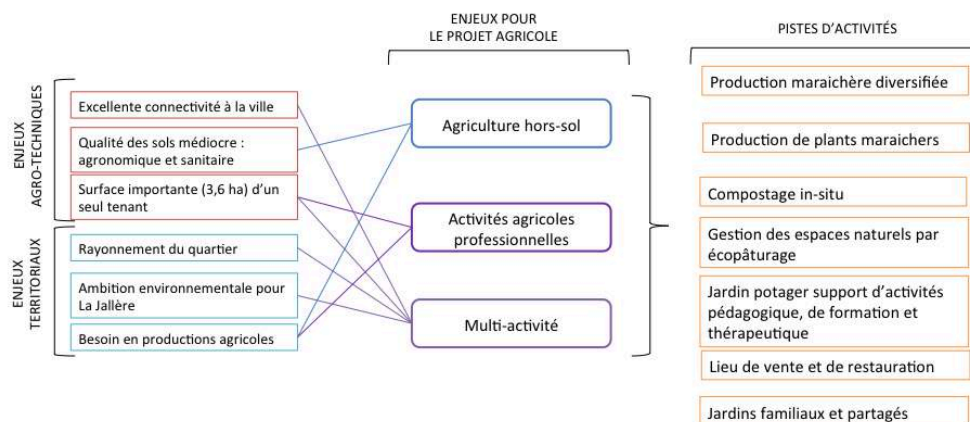 ENJEUX POUR
LE PROJET AGRICOLE
PISTES D'ACTIVITÉS
ENJEUX
AGRO-TECHNIQUES
Excellente connectivité à la ville
Qualité des sols médiocre :
agronomique et sanitaire
Surface importante (3,6 ha) d'un
seul tenant
ENJEUX
TERRITORIAUX
Rayonnement du quartier
Ambition environnementale pour
La Jallère
Besoin en productions agricoles
Agriculture hors-sol
Activités agricoles
professionnelles
Multi-activité
Production maraichère diversifiée
Production de plants maraichers
Compostage in-situ
Gestion des espaces naturels par
écopâturage
Jardin potager support d'activités
pédagogique, de formation et
thérapeutique
Lieu de vente et de restauration
Jardins familiaux et partagés